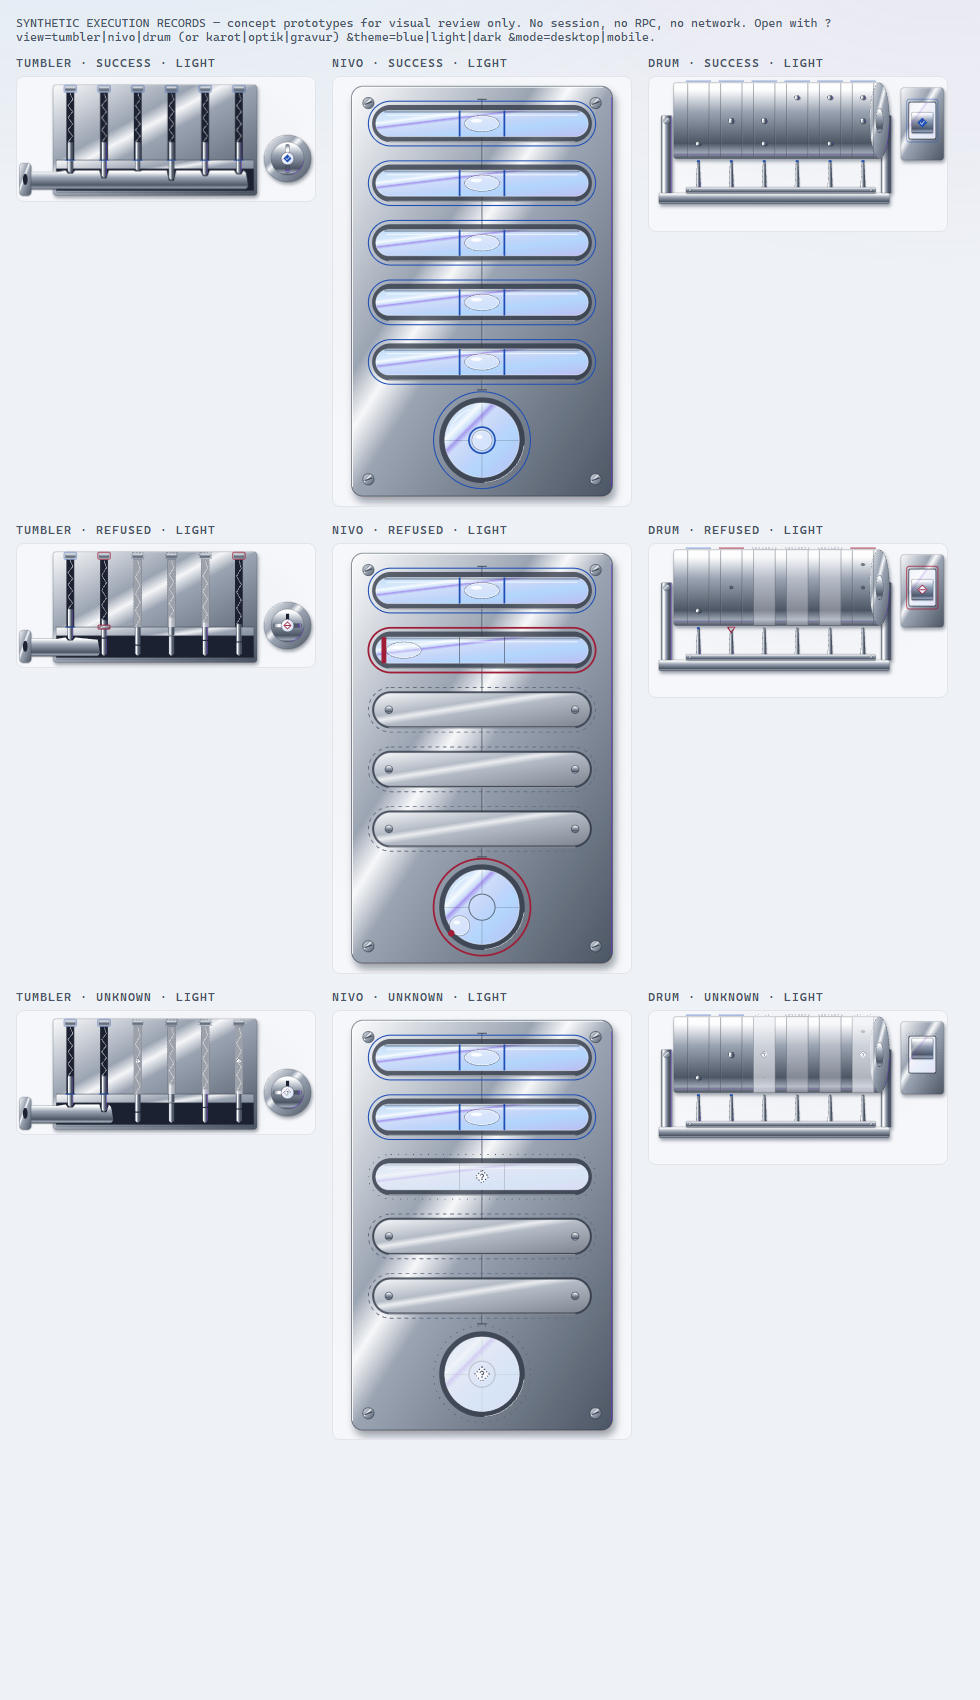 SYNTHETIC EXECUTION RECORDS — concept prototypes for visual review only. No session, no RPC, no network. Open with ?
view=tumbler|nivo|drum (or karot|optik|gravur) &theme=blue|light|dark &mode=desktop|mobile.
TUMBLER · SUCCESS · LIGHT
NIVO · SUCCESS · LIGHT
DRUM · SUCCESS · LIGHT
TUMBLER · REFUSED · LIGHT
NIVO · REFUSED · LIGHT
DRUM · REFUSED · LIGHT
TUMBLER · UNKNOWN · LIGHT
NIVO · UNKNOWN · LIGHT
DRUM · UNKNOWN · LIGHT
?
?